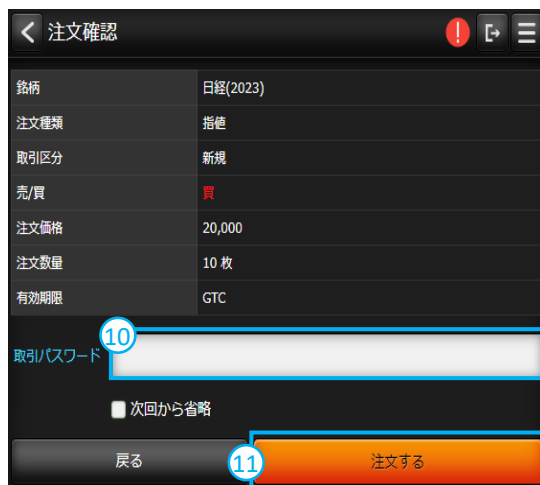 注文確認
銘柄 日経(2023)
注文種類 指値
取引区分 新規
売/買 買
注文価格 20,000
注文数量 10 枚
有効期限 GTC
10
取引パスワード
次回から省略
戻る 11 注文する